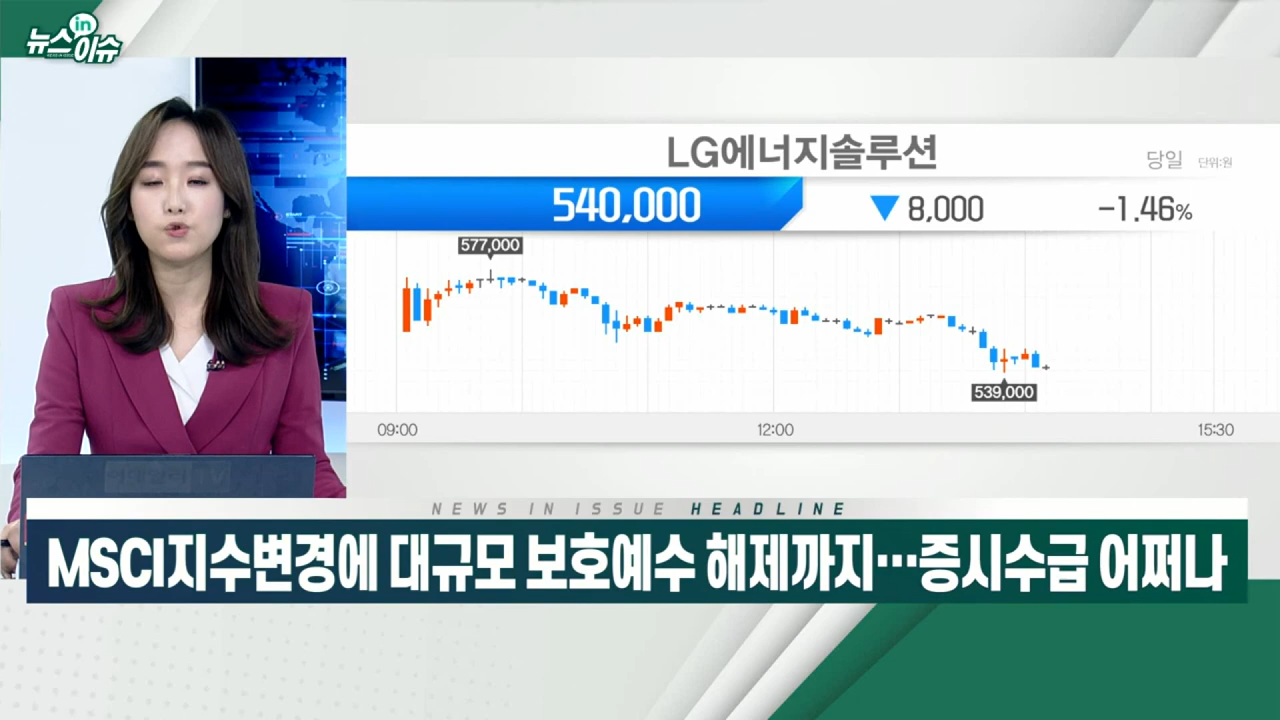 뉴스in이슈
LG에너지솔루션
당일 단위:원
540,000 ▼ 8,000 -1.46%
577,000
539,000
09:00 12:00 15:30
NEWS IN ISSUE HEADLINE
MSCI지수변경에 대규모 보호예수 해제까지…증시수급 어쩌나